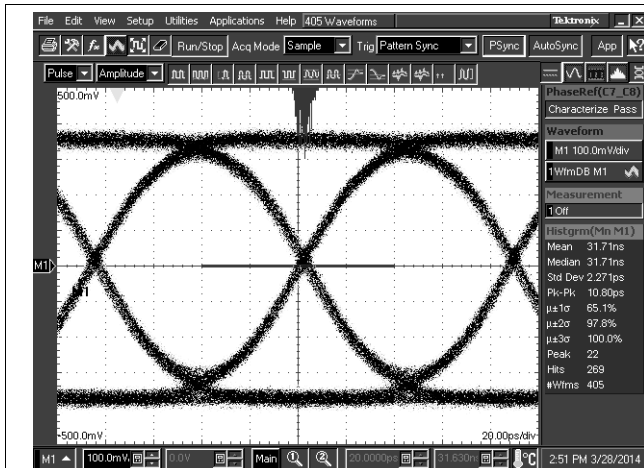 File Edit View Setup Utilities Applications Help 405 Waveforms Tektronix
Run/Stop Acq Mode Sample Trig Pattern Sync PSync AutoSync App
Pulse Amplitude
500.0mV
PhaseRef(C7_C8)
Characterize Pass
Waveform
M1 100.0mV/div
1 WfmDB M1
Measurement
1 Off
Histgrm(Mn M1)
Mean 31.71ns
Median 31.71ns
Std Dev 2.271ps
Pk-Pk 10.80ps
µ±1σ 65.1%
µ±2σ 97.8%
µ±3σ 100.0%
Peak 22
Hits 269
#Wfms 405
M1
-500.0mV 20.00ps/div
M1 100.0mV 0.0V Main 1 2 20.0000ps 31.630n °C 2:51 PM 3/28/2014